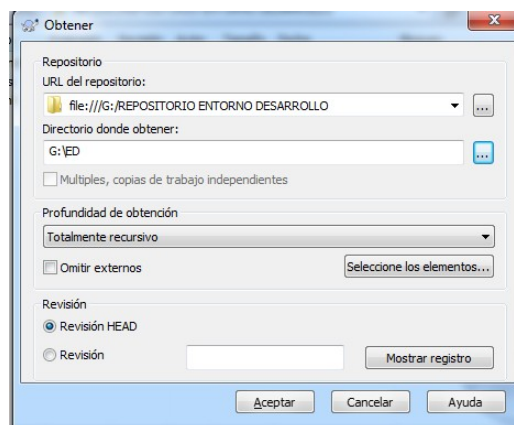 Obtener
Repositorio
URL del repositorio:
file:///G:/REPOSITORIO ENTORNO DESARROLLO
...
Directorio donde obtener:
G:\ED
...
Multiples, copias de trabajo independientes
Profundidad de obtención
Totalmente recursivo
Omitir externos
Seleccione los elementos...
Revisión
Revisión HEAD
Revisión
Mostrar registro
Aceptar
Cancelar
Ayuda